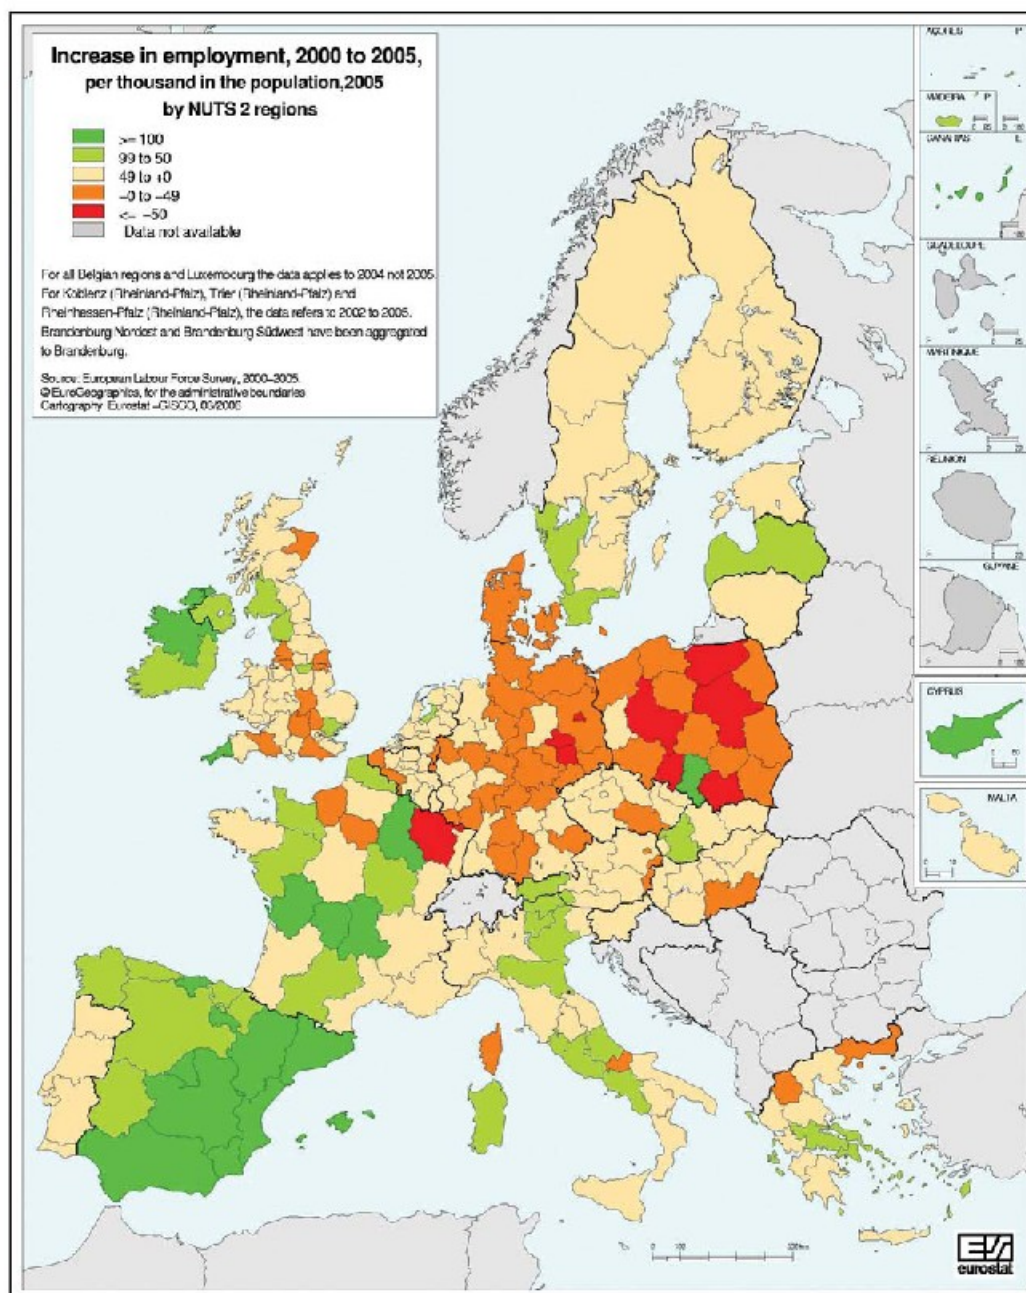 Increase in employment, 2000 to 2005,
per thousand in the population,2005
by NUTS 2 regions
>= 100
99 to 50
49 to +0
-0 to -49
<= -50
Data not available
For all Belgian regions and Luxembourg the data applies to 2004 not 2005.
For Koblenz (Rheinland-Pfalz), Trier (Rheinland-Pfalz) and
Rheinhessen-Pfalz (Rheinland-Pfalz), the data refers to 2002 to 2005.
Brandenburg Nordost and Brandenburg Südwest have been aggregated
to Brandenburg.
Source: European Labour Force Survey, 2000-2005.
© EuroGeographics, for the administrative boundaries
Cartography: Eurostat - GISCO, 06/2006
AÇORES P
MADEIRA P
CANARIAS E
GUADELOUPE
MARTINIQUE
F
RÉUNION
F
GUYANE
F
CYPRUS
MALTA
eurostat